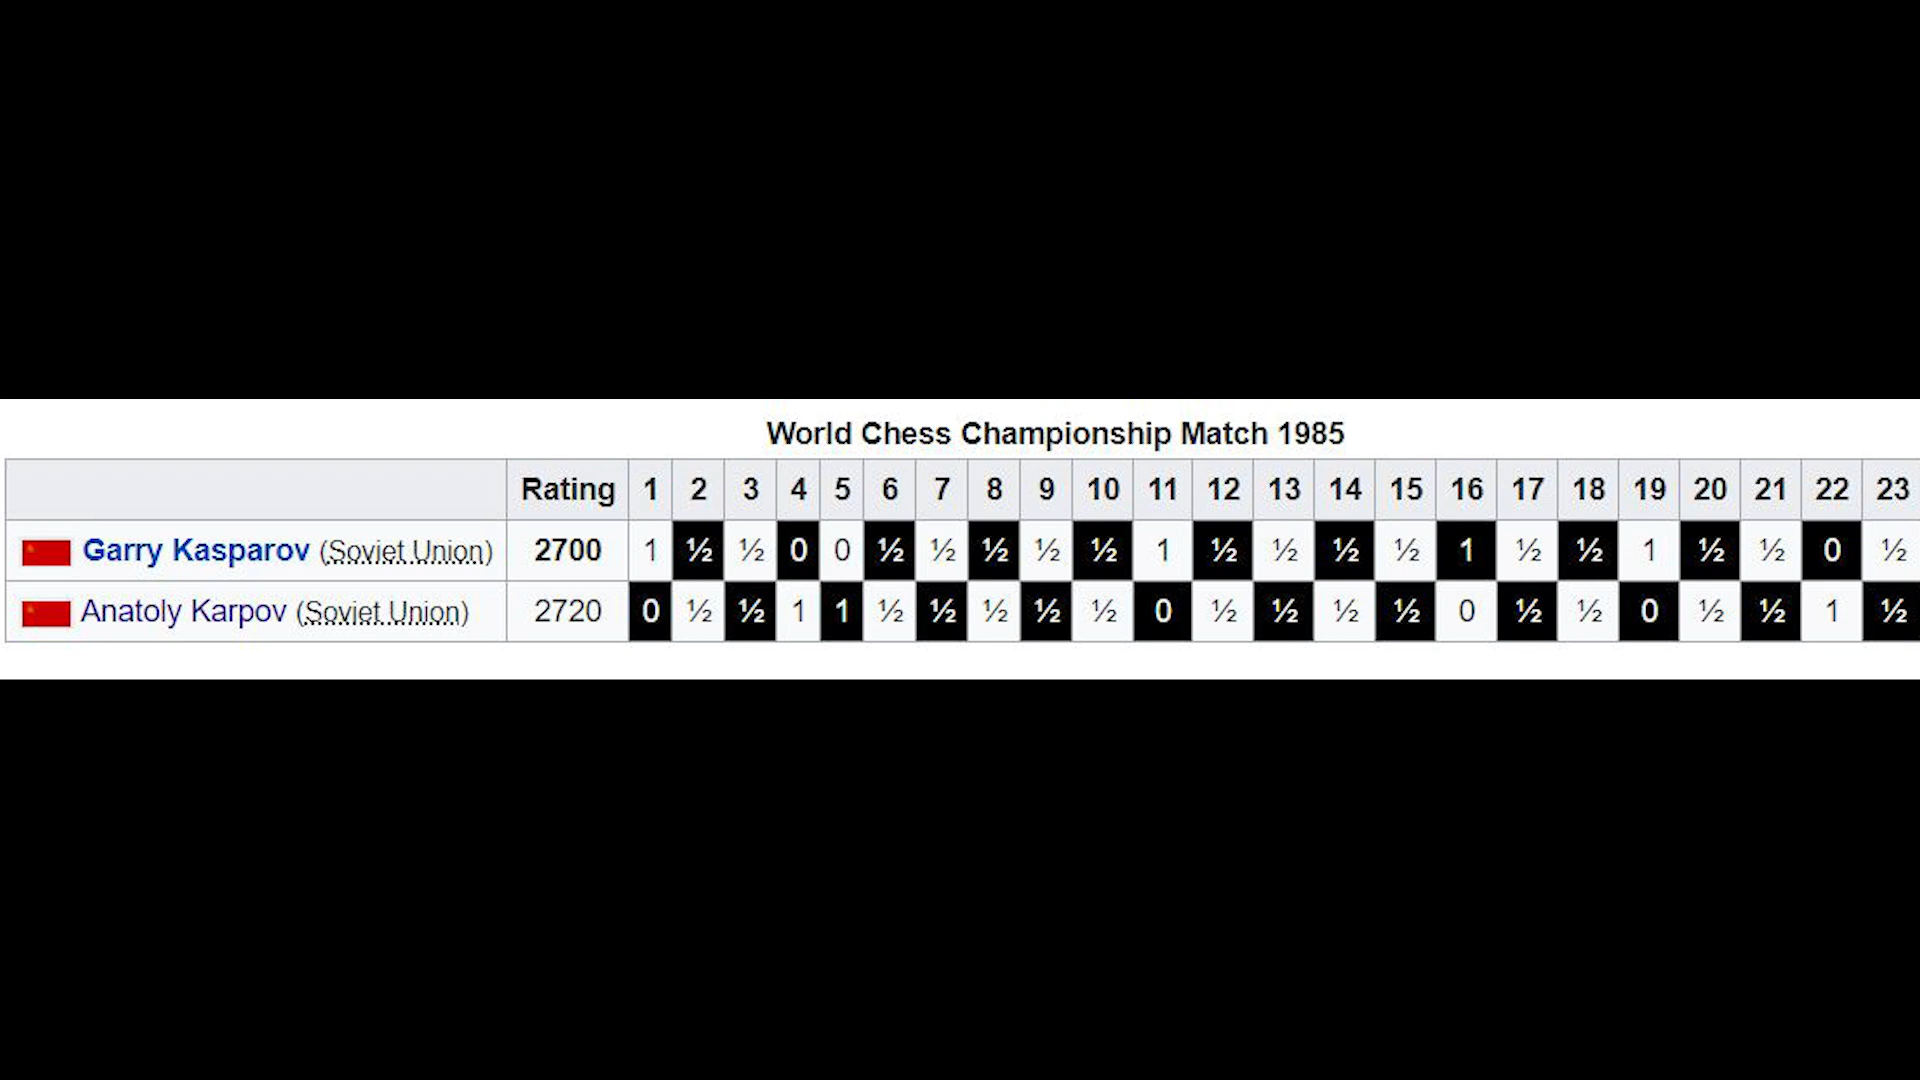 World Chess Championship Match 1985
Rating 1 2 3 4 5 6 7 8 9 10 11 12 13 14 15 16 17 18 19 20 21 22 23
Garry Kasparov (Soviet Union) 2700 1 ½ ½ 0 0 ½ ½ ½ ½ ½ 1 ½ ½ ½ ½ 1 ½ ½ 1 ½ ½ 0 ½
Anatoly Karpov (Soviet Union) 2720 0 ½ ½ 1 1 ½ ½ ½ ½ ½ 0 ½ ½ ½ ½ 0 ½ ½ 0 ½ ½ 1 ½